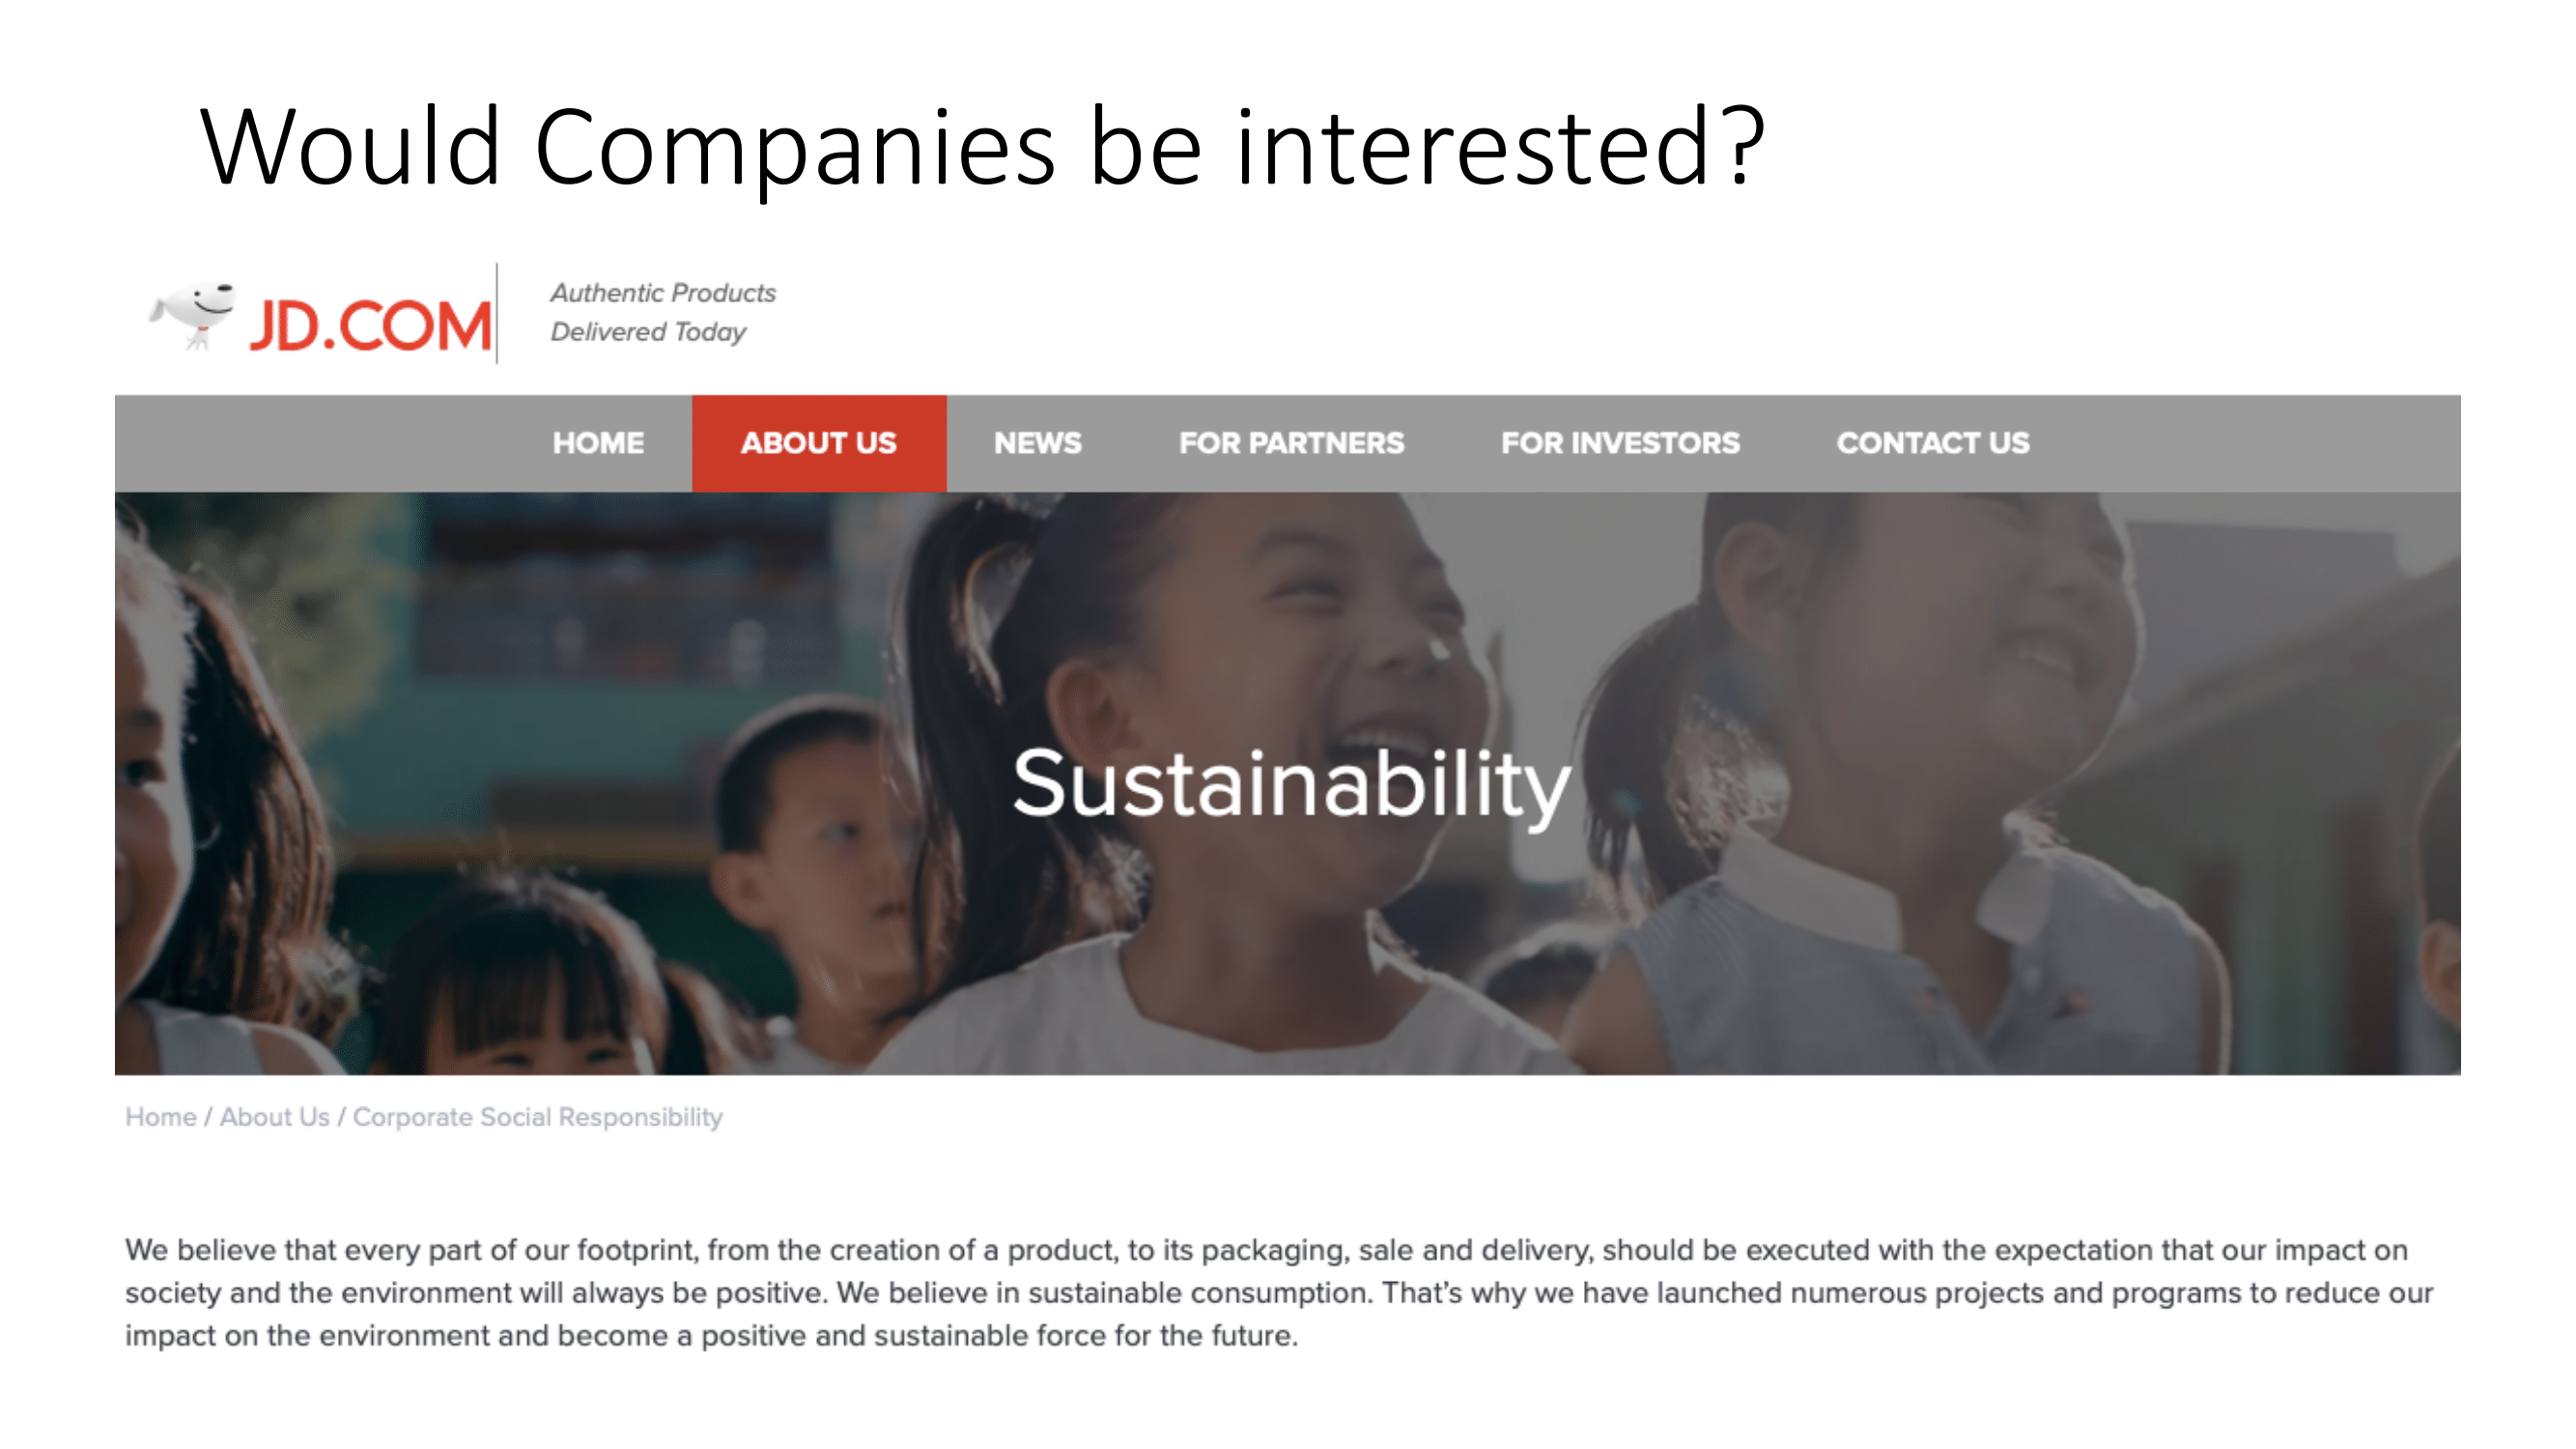 Would Companies be interested?
JD.COM
Authentic Products
Delivered Today
HOME ABOUT US NEWS FOR PARTNERS FOR INVESTORS CONTACT US
Sustainability
Home / About Us / Corporate Social Responsibility
We believe that every part of our footprint, from the creation of a product, to its packaging, sale and delivery, should be executed with the expectation that our impact on
society and the environment will always be positive. We believe in sustainable consumption. That’s why we have launched numerous projects and programs to reduce our
impact on the environment and become a positive and sustainable force for the future.